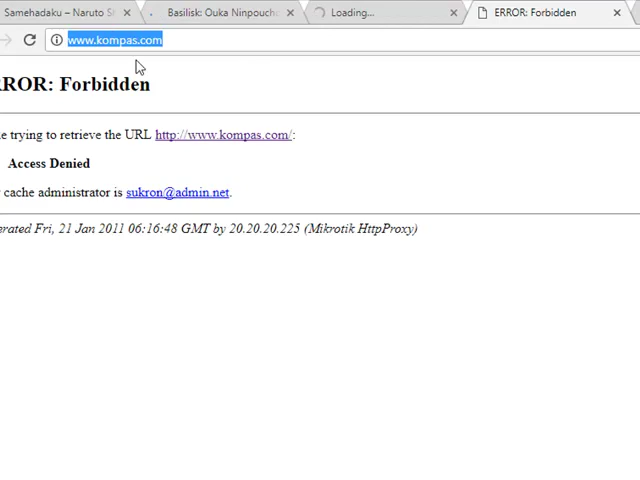 Samehadaku – Naruto Sh
Basilisk: Ouka Ninpouch
Loading...
ERROR: Forbidden
www.kompas.com
RROR: Forbidden
e trying to retrieve the URL http://www.kompas.com/:
Access Denied
cache administrator is sukron@admin.net.
erated Fri, 21 Jan 2011 06:16:48 GMT by 20.20.20.225 (Mikrotik HttpProxy)